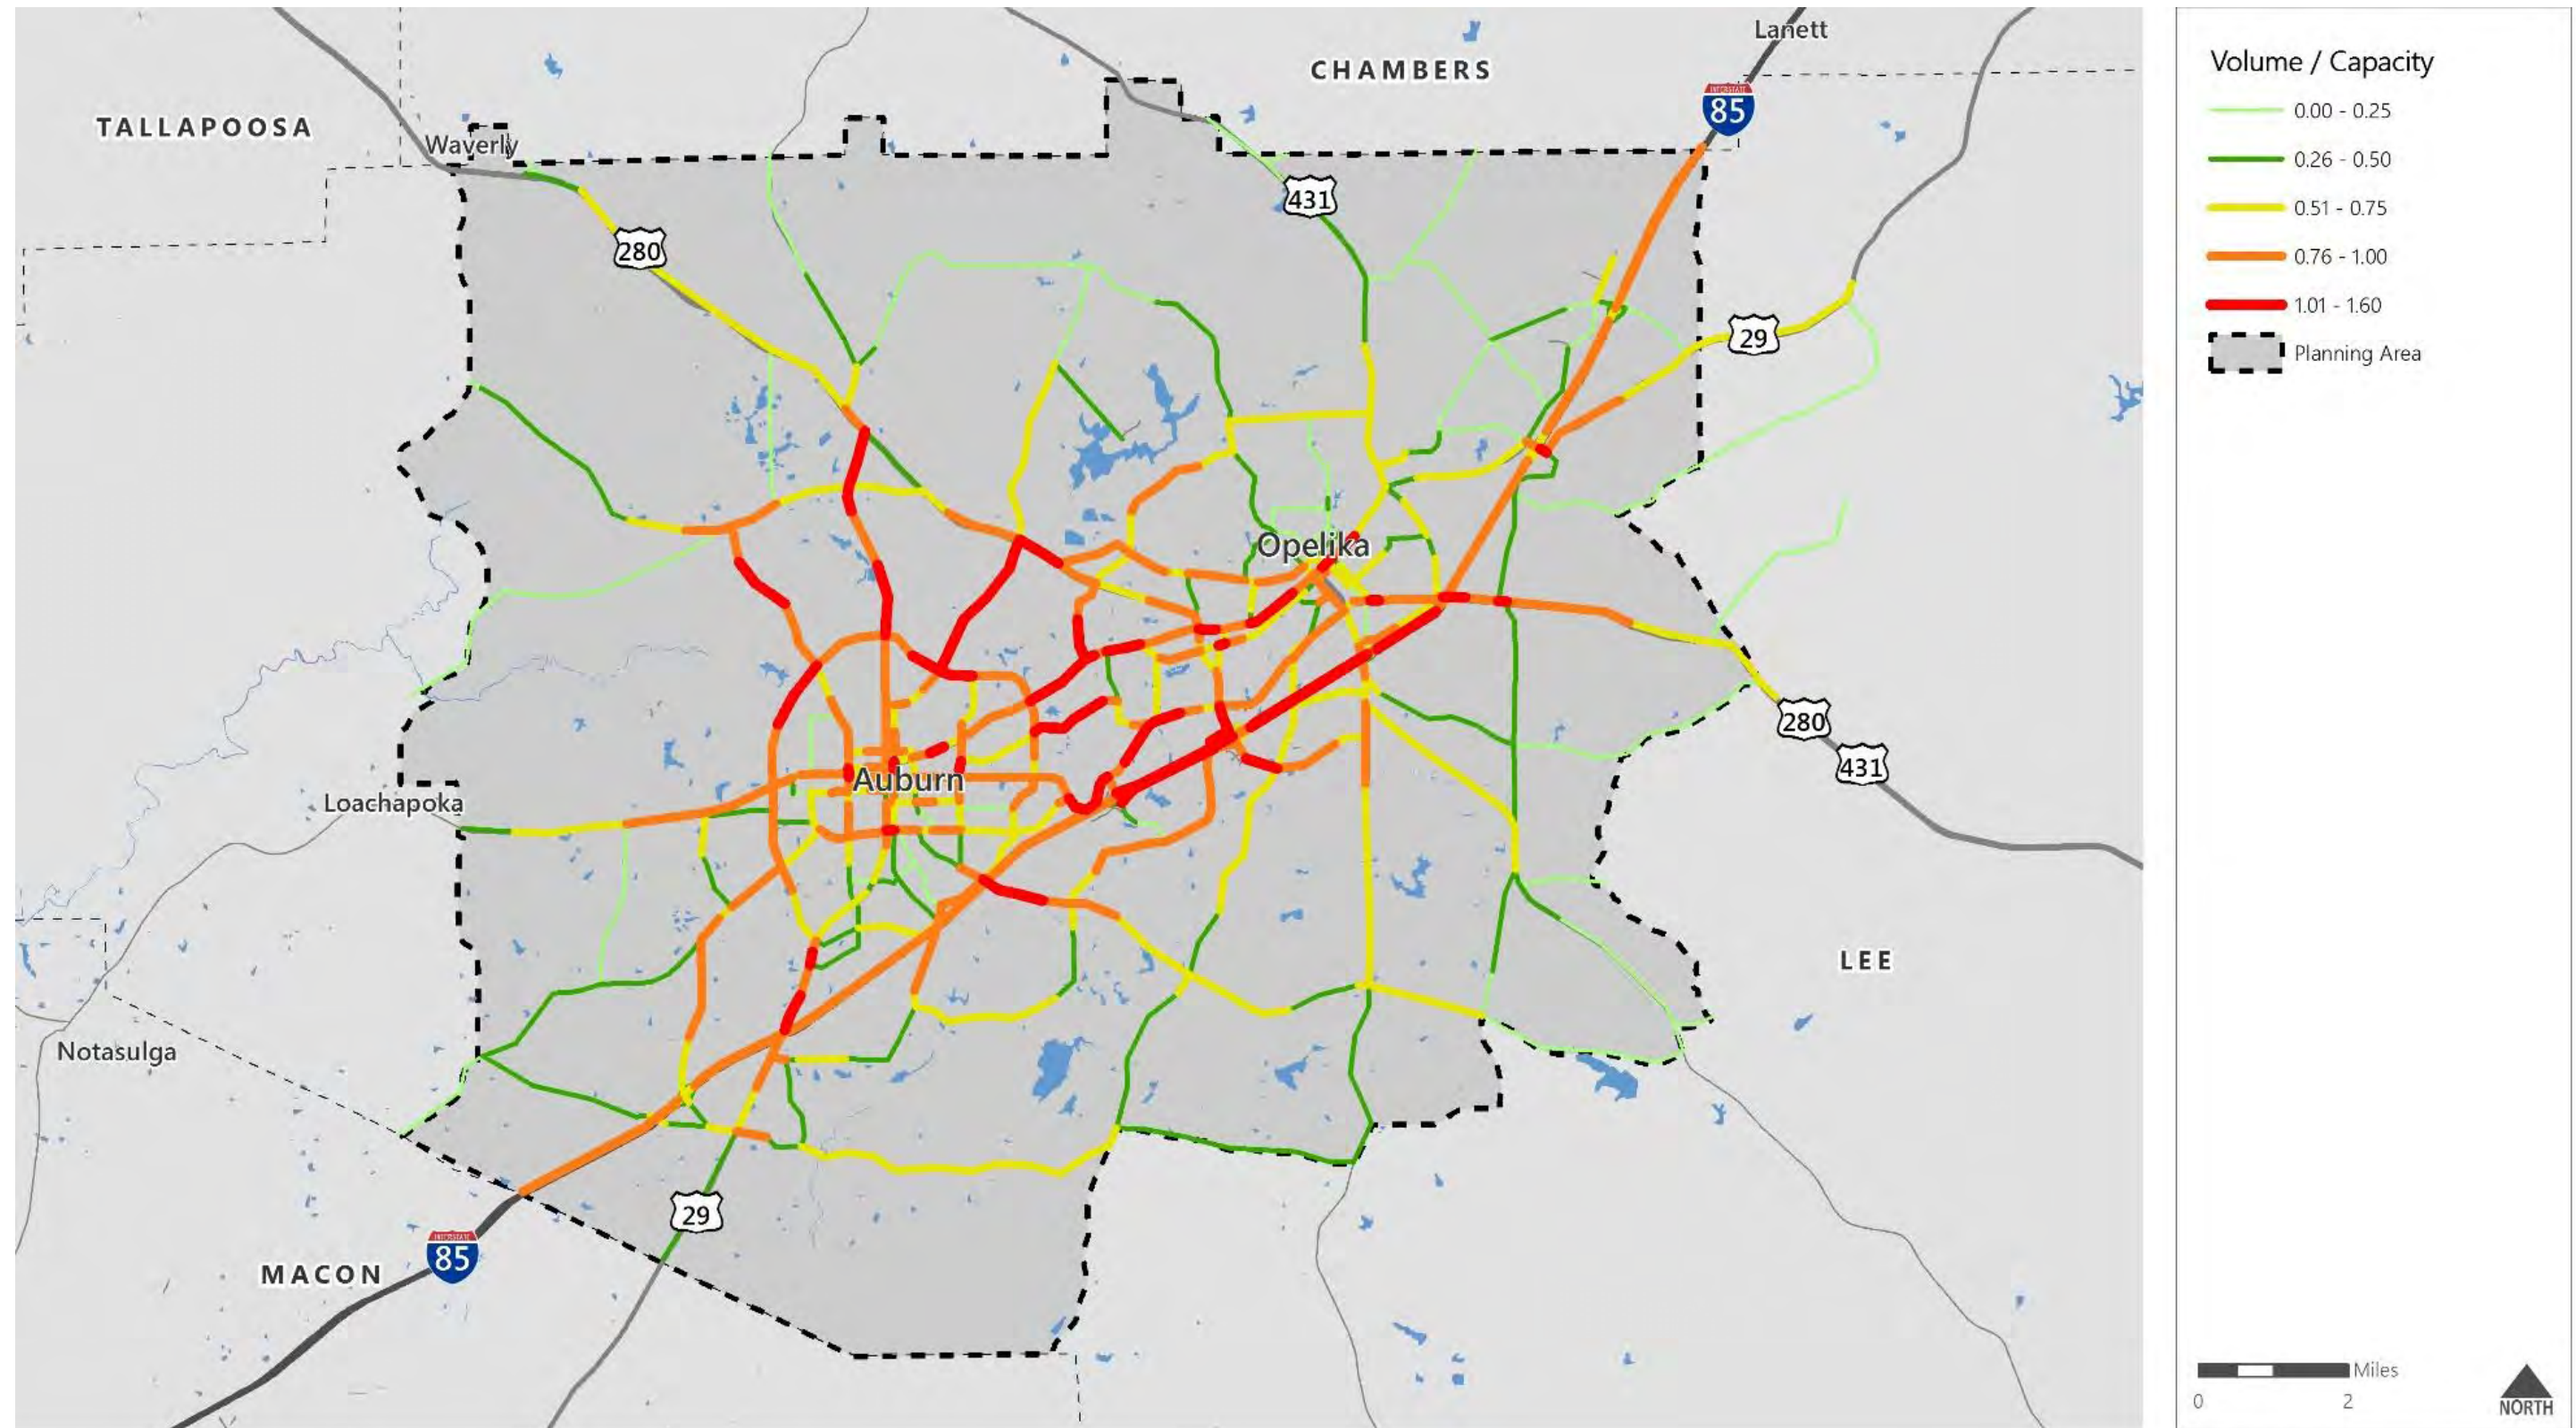 Lanett
CHAMBERS
INTERSTATE
85
TALLAPOOSA
Waverly
431
280
29
Opelika
280
431
Auburn
Loachapoka
LEE
Notasulga
29
INTERSTATE
85
MACON
Volume / Capacity
0.00 - 0.25
0.26 - 0.50
0.51 - 0.75
0.76 - 1.00
1.01 - 1.60
Planning Area
Miles
0
2
NORTH